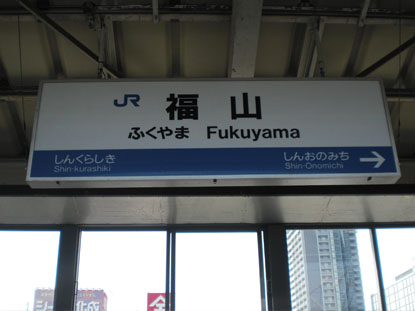 JR 福山
ふくやま Fukuyama
しんくらしき しんおのみち →
Shin-kurashiki Shin-Onomichi